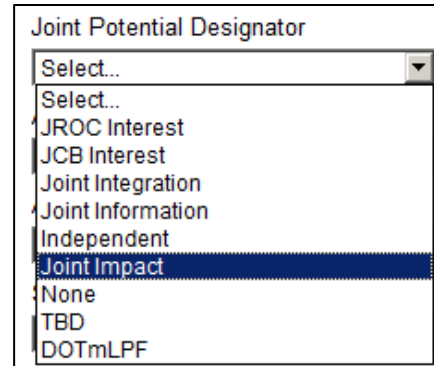 Joint Potential Designator
Select...
Select...
JROC Interest
JCB Interest
Joint Integration
Joint Information
Independent
Joint Impact
None
TBD
DOTmLPF